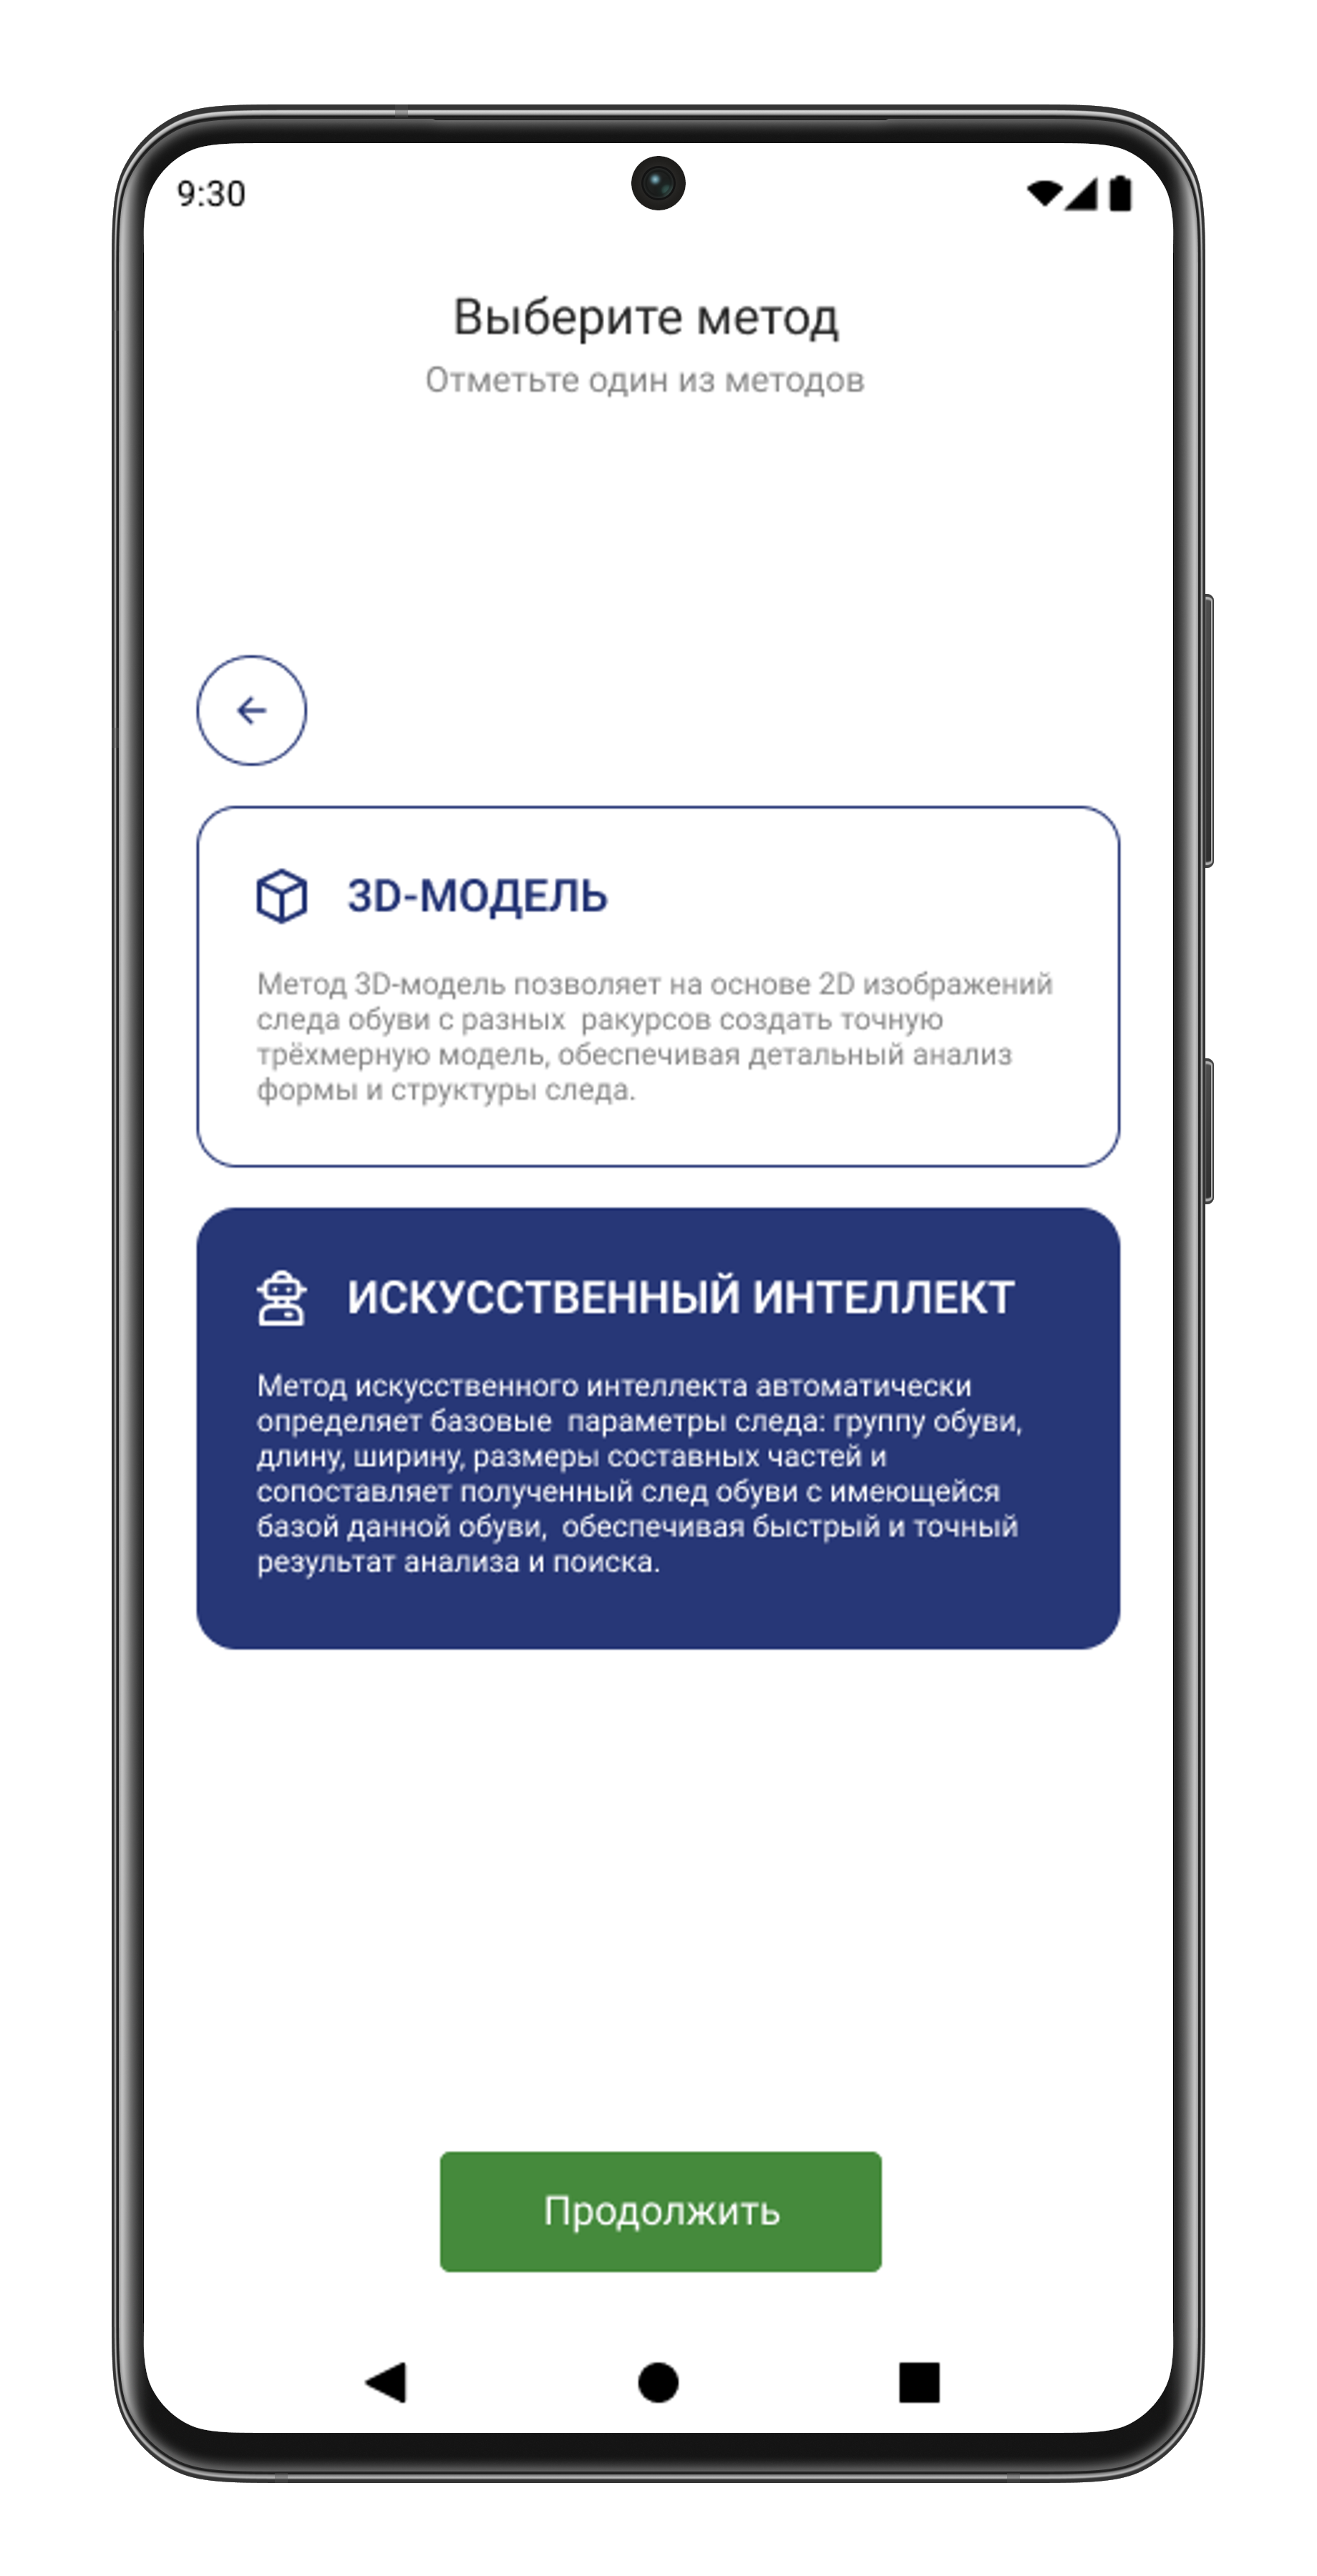 9:30
Выберите метод
Отметьте один из методов
3D-МОДЕЛЬ
Метод 3D-модель позволяет на основе 2D изображений
следа обуви с разных  ракурсов создать точную
трёхмерную модель, обеспечивая детальный анализ
формы и структуры следа.
ИСКУССТВЕННЫЙ ИНТЕЛЛЕКТ
Метод искусственного интеллекта автоматически
определяет базовые  параметры следа: группу обуви,
длину, ширину, размеры составных частей и
сопоставляет полученный след обуви с имеющейся
базой данной обуви,  обеспечивая быстрый и точный
результат анализа и поиска.
Продолжить